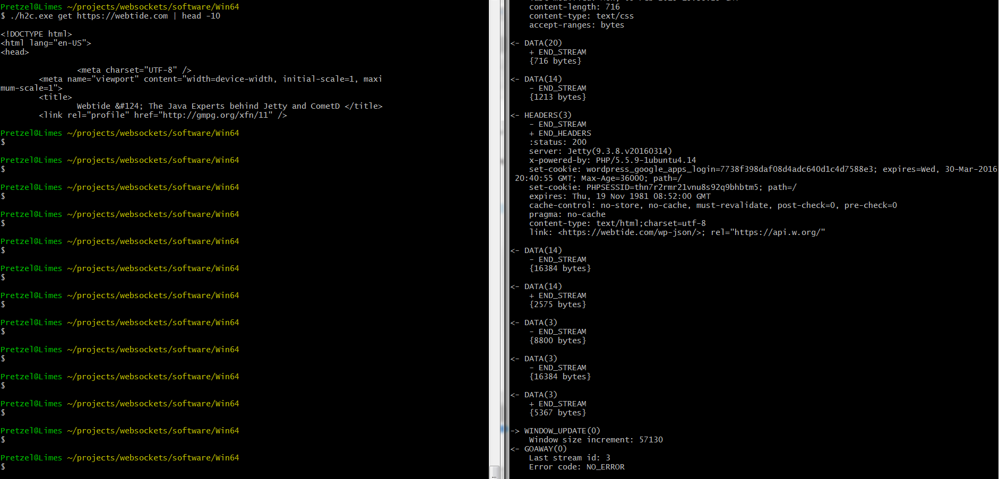 Pretzel@Limes ~/projects/websockets/software/Win64
$ ./h2c.exe get https://webtide.com | head -10
<!DOCTYPE html>
<html lang="en-US">
<head>
<meta charset="UTF-8" />
<meta name="viewport" content="width=device-width, initial-scale=1, maxi
mum-scale=1">
<title>
Webtide &#124; The Java Experts behind Jetty and CometD </title>
<link rel="profile" href="http://gmpg.org/xfn/11" />
Pretzel@Limes ~/projects/websockets/software/Win64
$
Pretzel@Limes ~/projects/websockets/software/Win64
$
Pretzel@Limes ~/projects/websockets/software/Win64
$
Pretzel@Limes ~/projects/websockets/software/Win64
$
Pretzel@Limes ~/projects/websockets/software/Win64
$
Pretzel@Limes ~/projects/websockets/software/Win64
$
Pretzel@Limes ~/projects/websockets/software/Win64
$
Pretzel@Limes ~/projects/websockets/software/Win64
$
Pretzel@Limes ~/projects/websockets/software/Win64
$
Pretzel@Limes ~/projects/websockets/software/Win64
$
Pretzel@Limes ~/projects/websockets/software/Win64
$
Pretzel@Limes ~/projects/websockets/software/Win64
$
Pretzel@Limes ~/projects/websockets/software/Win64
$
content-length: 716
content-type: text/css
accept-ranges: bytes
<- DATA(20)
+ END_STREAM
{716 bytes}
<- DATA(14)
- END_STREAM
{1213 bytes}
<- HEADERS(3)
- END_STREAM
+ END_HEADERS
:status: 200
server: Jetty(9.3.8.v20160314)
x-powered-by: PHP/5.5.9-1ubuntu4.14
set-cookie: wordpress_google_apps_login=7738f398daf08d4adc640d1c4d7588e3; expires=Wed, 30-Mar-2016
20:40:55 GMT; Max-Age=36000; path=/
set-cookie: PHPSESSID=thn7r2rmr21vnu8s92q9bhbtm5; path=/
expires: Thu, 19 Nov 1981 08:52:00 GMT
cache-control: no-store, no-cache, must-revalidate, post-check=0, pre-check=0
pragma: no-cache
content-type: text/html;charset=utf-8
link: <https://webtide.com/wp-json/>; rel="https://api.w.org/"
<- DATA(14)
- END_STREAM
{16384 bytes}
<- DATA(14)
+ END_STREAM
{2575 bytes}
<- DATA(3)
- END_STREAM
{8800 bytes}
<- DATA(3)
- END_STREAM
{16384 bytes}
<- DATA(3)
+ END_STREAM
{5367 bytes}
-> WINDOW_UPDATE(0)
Window size increment: 57130
<- GOAWAY(0)
Last stream id: 3
Error code: NO_ERROR